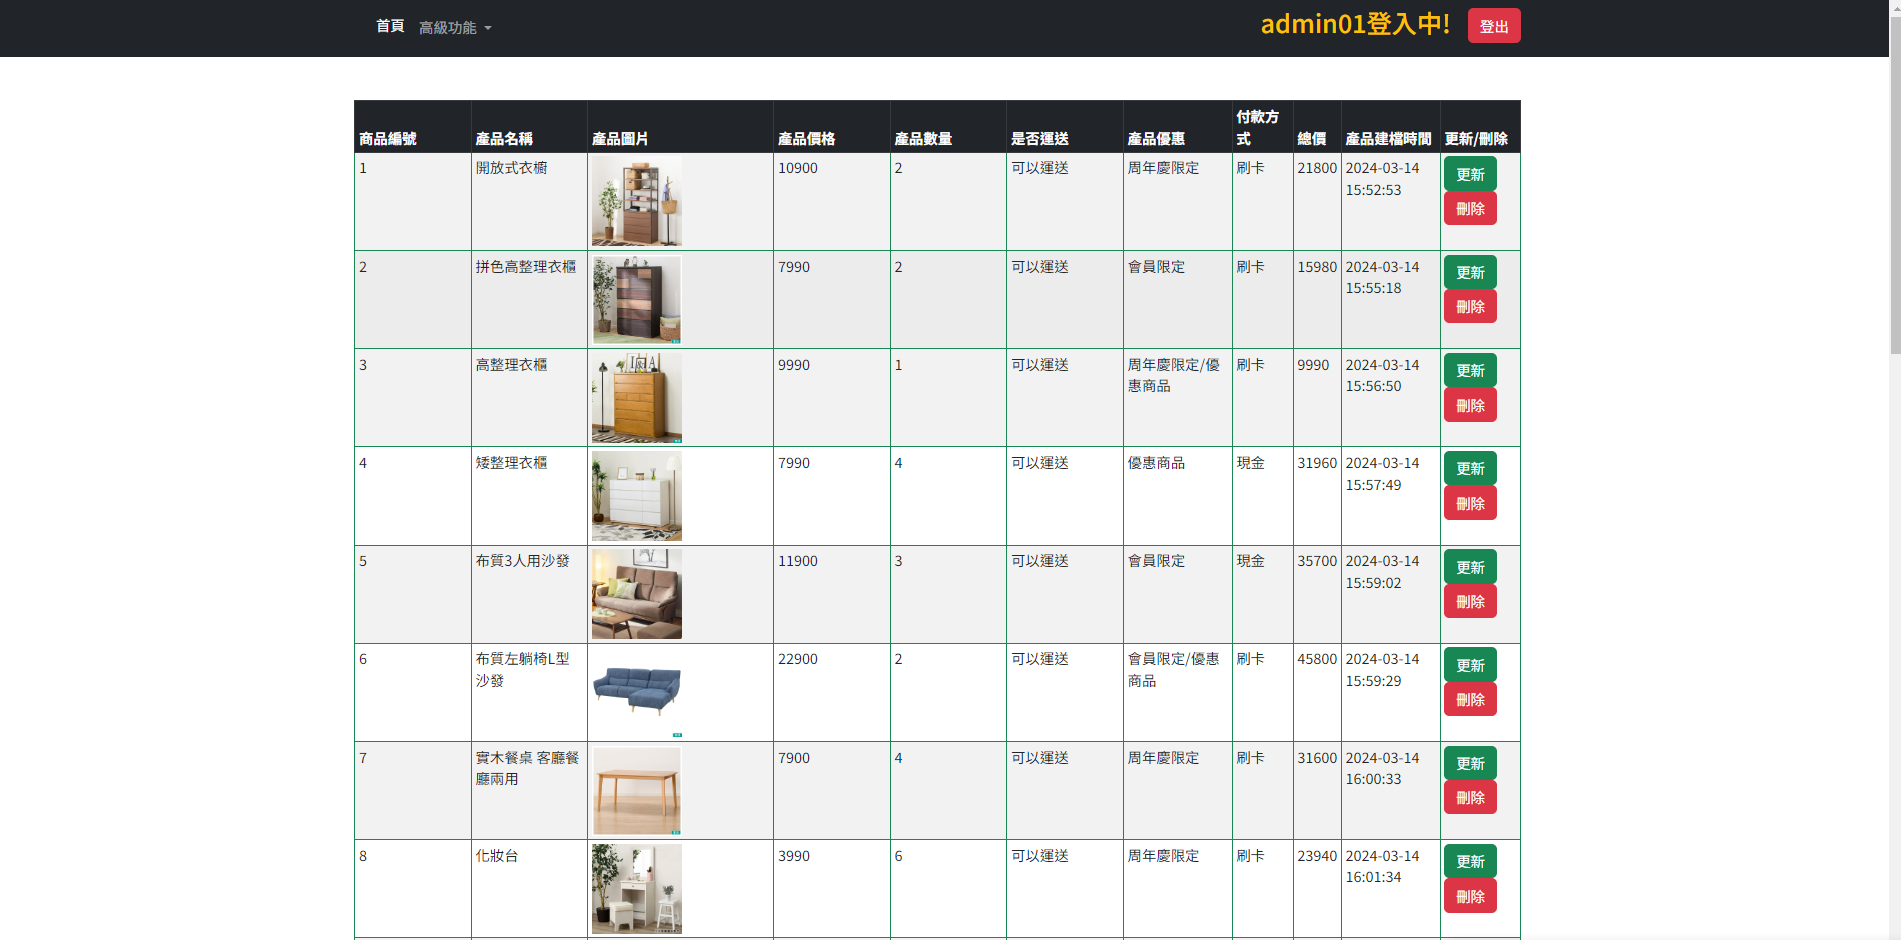 首頁 高級功能 admin01登入中! 登出
商品編號 產品名稱 產品圖片 產品價格 產品數量 是否運送 產品優惠 付款方式 總價 產品建檔時間 更新/刪除
1 開放式衣櫥 10900 2 可以運送 周年慶限定 刷卡 21800 2024-03-14 更新
15:52:53
刪除
2 拼色高整理衣櫃 7990 2 可以運送 會員限定 刷卡 15980 2024-03-14 更新
15:55:18
刪除
3 高整理衣櫃 9990 1 可以運送 周年慶限定/優 刷卡 9990 2024-03-14 更新
惠商品 15:56:50
刪除
4 矮整理衣櫃 7990 4 可以運送 優惠商品 現金 31960 2024-03-14 更新
15:57:49
刪除
5 布質3人用沙發 11900 3 可以運送 會員限定 現金 35700 2024-03-14 更新
15:59:02
刪除
6 布質左躺椅L型 22900 2 可以運送 會員限定/優惠 刷卡 45800 2024-03-14 更新
沙發 商品 15:59:29
刪除
7 實木餐桌 客廳餐 7900 4 可以運送 周年慶限定 刷卡 31600 2024-03-14 更新
廳兩用 16:00:33
刪除
8 化妝台 3990 6 可以運送 周年慶限定 刷卡 23940 2024-03-14 更新
16:01:34
刪除